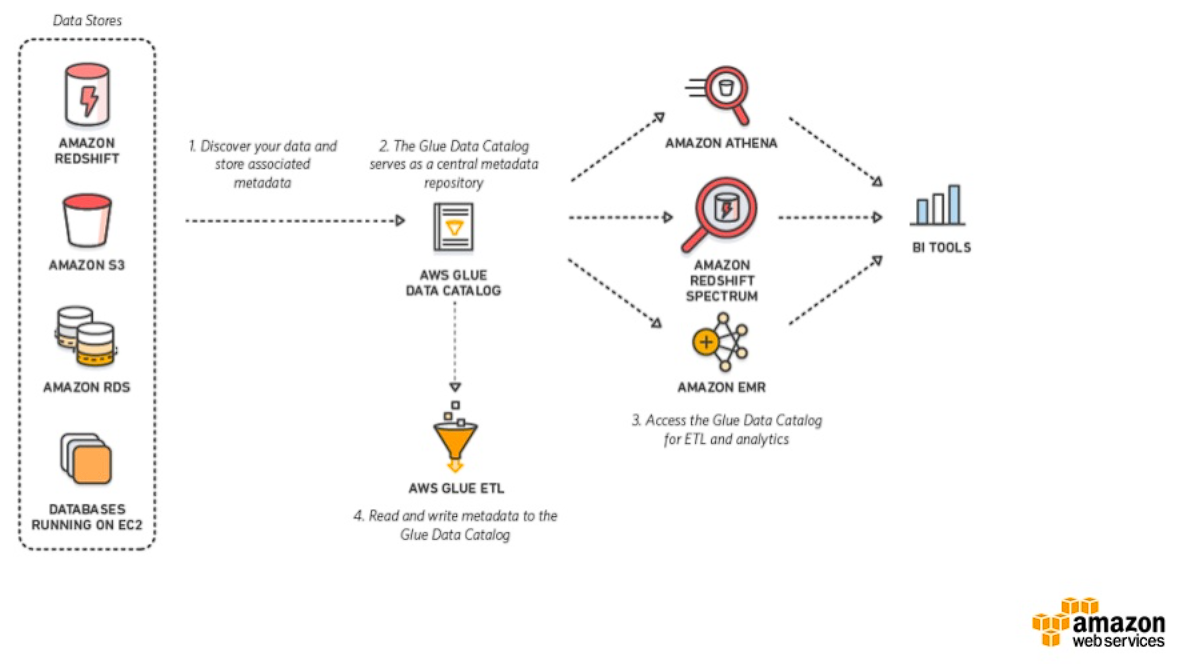 Data Stores
AMAZON
REDSHIFT
AMAZON S3
AMAZON RDS
DATABASES
RUNNING ON EC2
1. Discover your data and
store associated
metadata
2. The Glue Data Catalog
serves as a central metadata
repository
AWS GLUE
DATA CATALOG
AWS GLUE ETL
4. Read and write metadata to the
Glue Data Catalog
AMAZON ATHENA
AMAZON
REDSHIFT
SPECTRUM
AMAZON EMR
3. Access the Glue Data Catalog
for ETL and analytics
BI TOOLS
amazon
webservices